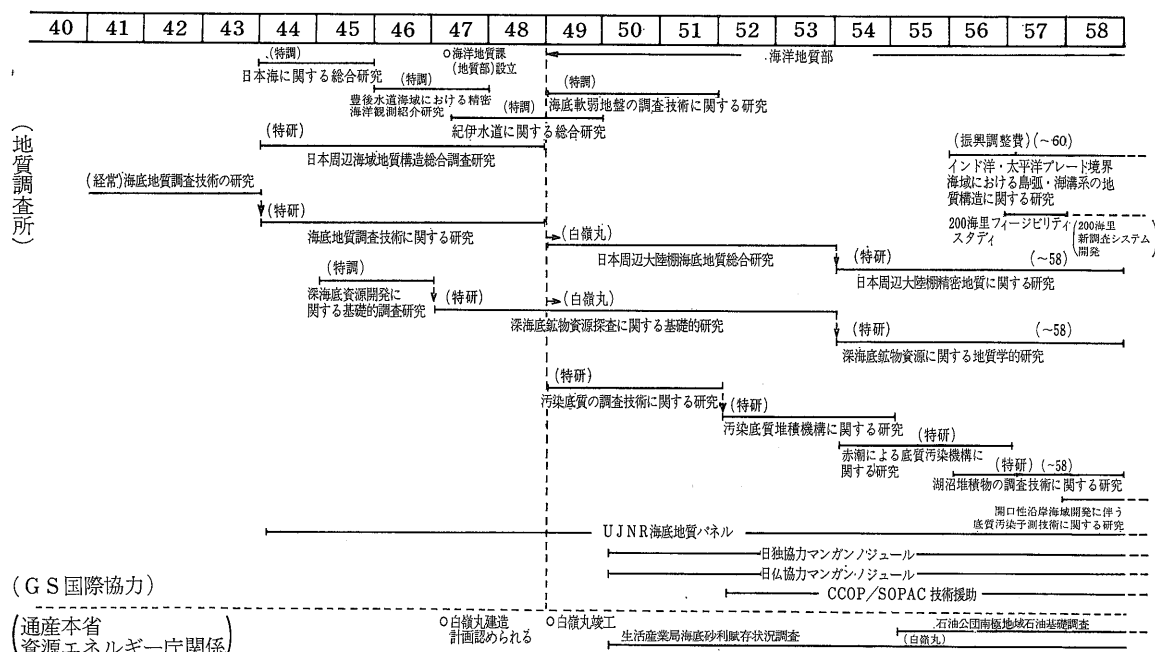 40 41 42 43 44 45 46 47 48 49 50 51 52 53 54 55 56 57 58
(地質調査所)
(特調)
日本海に関する総合研究
○海洋地質課
(地質部)設立
海洋地質部
(特調)
豊後水道海域における精密
海洋観測紹介研究
(特調)
海底軟弱地盤の調査技術に関する研究
(特調)
紀伊水道に関する総合研究
(特研)
日本周辺海域地質構造総合調査研究
(振興調整費)(~60)
インド洋・太平洋プレート境界
海域における島弧・海溝系の地
質構造に関する研究
(経常)海底地質調査技術の研究
(特研)
海底地質調査技術に関する研究
200海里フィージビリティ
スタディ
(200海里
新調査システム
開発)
(白嶺丸)
日本周辺大陸棚海底地質総合研究
(特研) (~58)
日本周辺大陸棚精密地質に関する研究
(特調)
深海底資源開発に
関する基礎的調査研究
(特研)
(白嶺丸)
深海底鉱物資源探査に関する基礎的研究
(特研) (~58)
深海底鉱物資源に関する地質学的研究
(特研)
汚染底質の調査技術に関する研究
(特研)
汚染底質堆積機構に関する研究
(特研)
赤潮による底質汚染機構に
関する研究
(特研)(~58)
湖沼堆積物の調査技術に関する研究
開口性沿岸海域開発に伴う
底質汚染予測技術に関する研究
UJNR海底地質パネル
日独協力マンガンノジュール
日仏協力マンガンノジュール
(GS国際協力)
CCOP/SOPAC 技術援助
(通産本省
資源エネルギー庁関係)
○白嶺丸建造
計画認められる
○白嶺丸竣工
生活産業局海底砂利賦存状況調査
石油公団南極地域石油基礎調査
(白嶺丸)